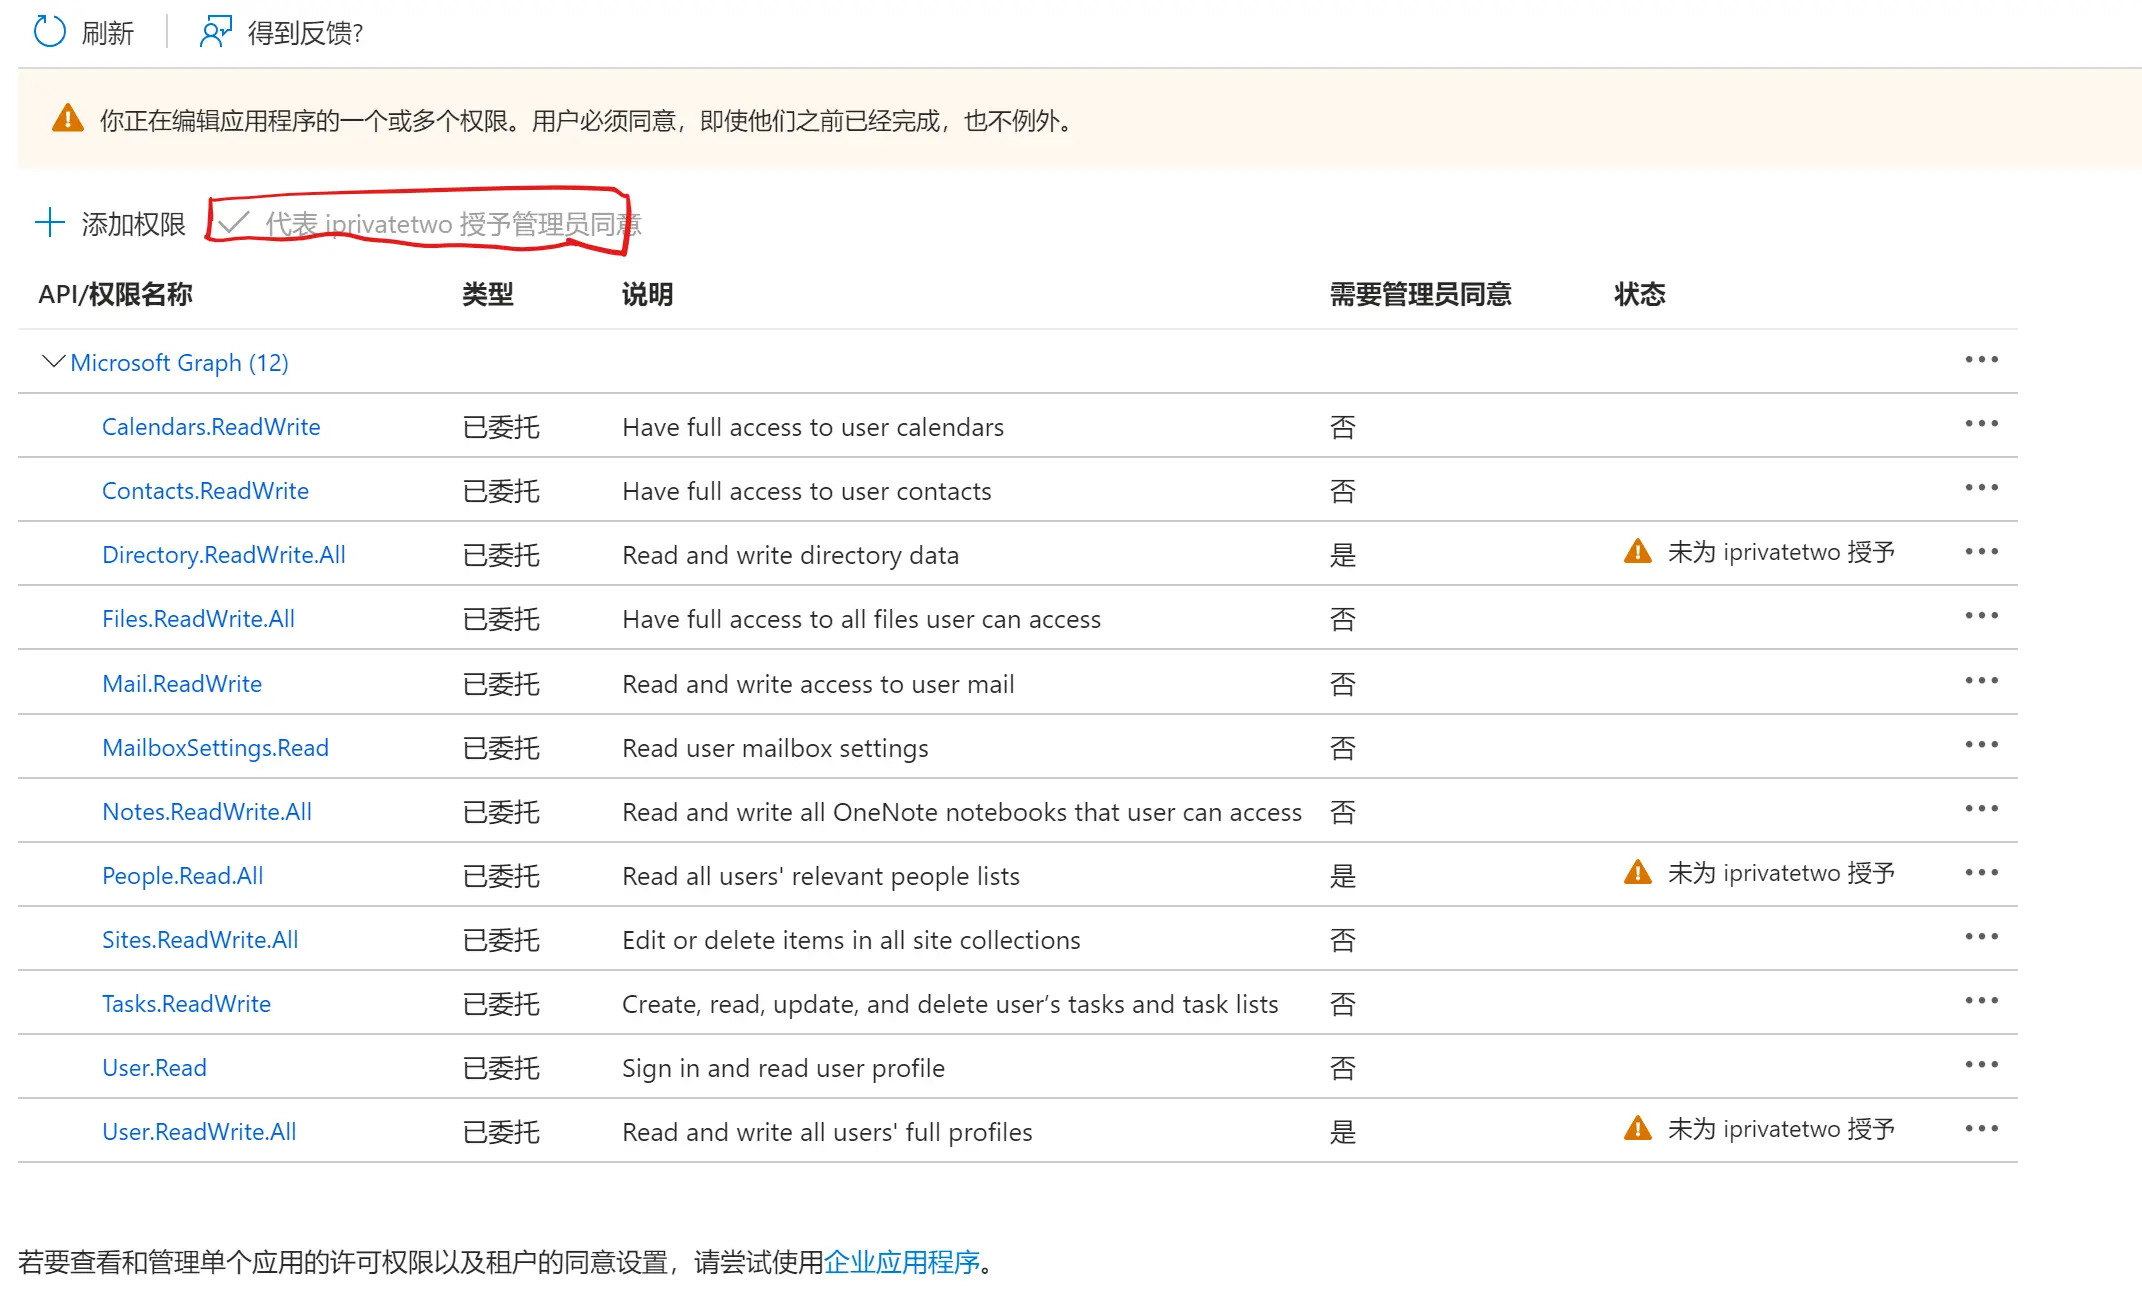 刷新 得到反馈?
你正在编辑应用程序的一个或多个权限。用户必须同意，即使他们之前已经完成，也不例外。
添加权限 代表 iprivatetwo 授予管理员同意
API/权限名称 类型 说明 需要管理员同意 状态
Microsoft Graph (12)
Calendars.ReadWrite 已委托 Have full access to user calendars 否
Contacts.ReadWrite 已委托 Have full access to user contacts 否
Directory.ReadWrite.All 已委托 Read and write directory data 是 未为 iprivatetwo 授予
Files.ReadWrite.All 已委托 Have full access to all files user can access 否
Mail.ReadWrite 已委托 Read and write access to user mail 否
MailboxSettings.Read 已委托 Read user mailbox settings 否
Notes.ReadWrite.All 已委托 Read and write all OneNote notebooks that user can access 否
People.Read.All 已委托 Read all users' relevant people lists 是 未为 iprivatetwo 授予
Sites.ReadWrite.All 已委托 Edit or delete items in all site collections 否
Tasks.ReadWrite 已委托 Create, read, update, and delete user’s tasks and task lists 否
User.Read 已委托 Sign in and read user profile 否
User.ReadWrite.All 已委托 Read and write all users' full profiles 是 未为 iprivatetwo 授予
若要查看和管理单个应用的许可权限以及租户的同意设置，请尝试使用企业应用程序。